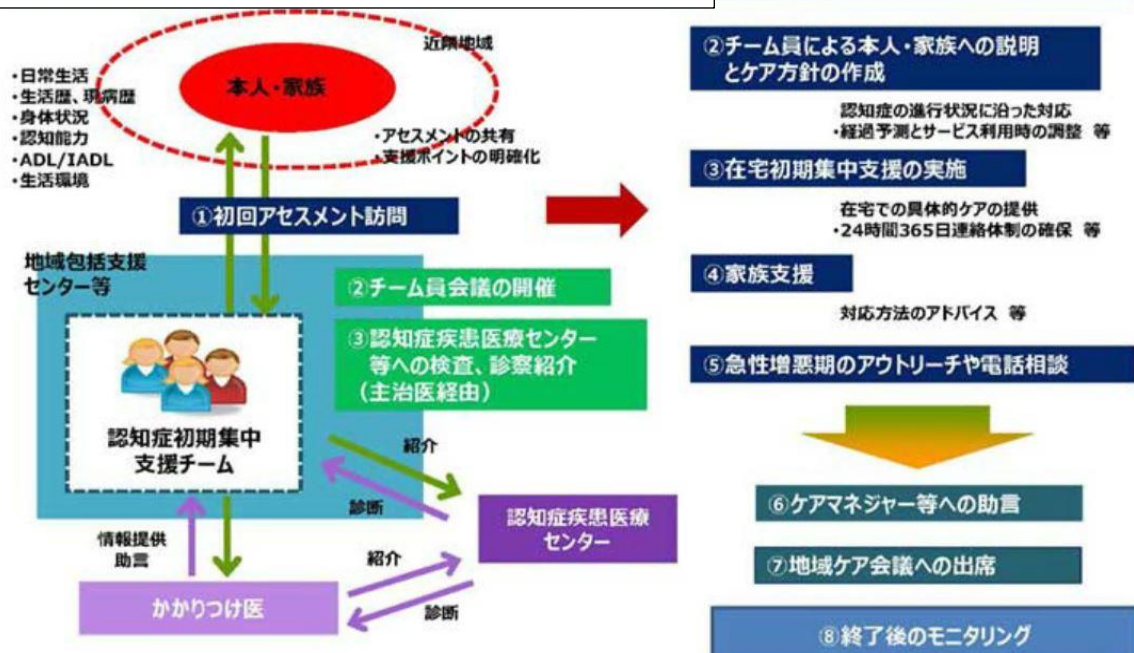 近隣地域
本人・家族
・日常生活
・生活歴、現病歴
・身体状況
・認知能力
・ADL/IADL
・生活環境
・アセスメントの共有
・支援ポイントの明確化
①初回アセスメント訪問
地域包括支援
センター等
②チーム員会議の開催
③認知症疾患医療センター
等への検査、診察紹介
(主治医経由)
認知症初期集中
支援チーム
紹介
診断
認知症疾患医療
センター
情報提供
助言
紹介
診断
かかりつけ医
②チーム員による本人・家族への説明
とケア方針の作成
認知症の進行状況に沿った対応
・経過予測とサービス利用時の調整 等
③在宅初期集中支援の実施
在宅での具体的ケアの提供
・24時間365日連絡体制の確保 等
④家族支援
対応方法のアドバイス 等
⑤急性増悪期のアウトリーチや電話相談
⑥ケアマネジャー等への助言
⑦地域ケア会議への出席
⑧終了後のモニタリング